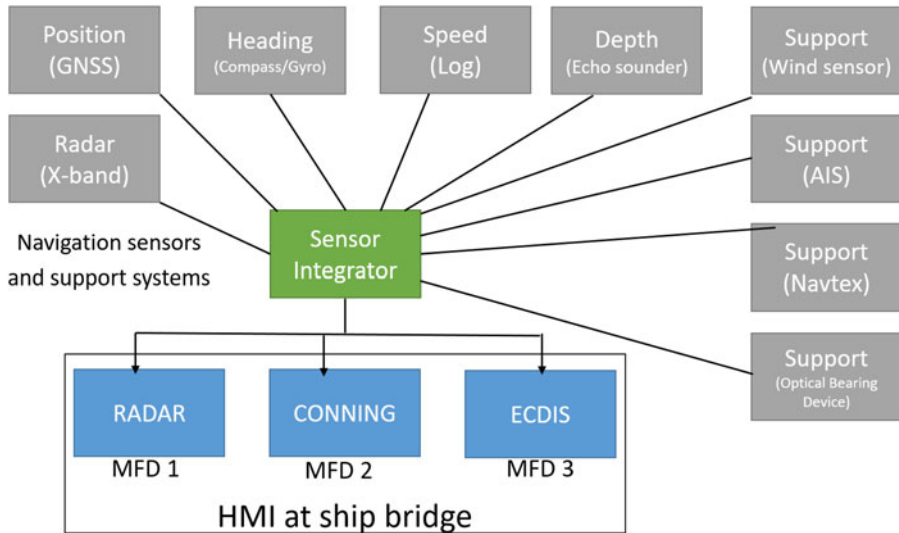 Position
(GNSS)
Heading
(Compass/Gyro)
Speed
(Log)
Depth
(Echo sounder)
Support
(Wind sensor)
Radar
(X-band)
Support
(AIS)
Navigation sensors
and support systems
Sensor
Integrator
Support
(Navtex)
Support
(Optical Bearing
Device)
RADAR
CONNING
ECDIS
MFD 1
MFD 2
MFD 3
HMI at ship bridge